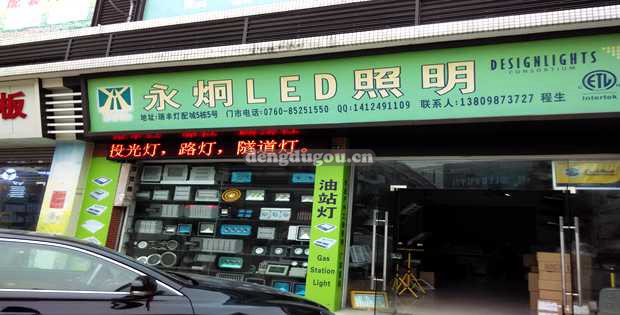 永炯LED照明
DESIGNLIGHTS
CONSORTIUM
ETL
Intertek
地址:瑞丰灯配城5栋5号 门市电话:0760-85251550 QQ:1412491109 联系人:13809873727 程生
投光灯，路灯，隧道灯，
dengdugou.cn
油站灯
Gas
Station
Light
板